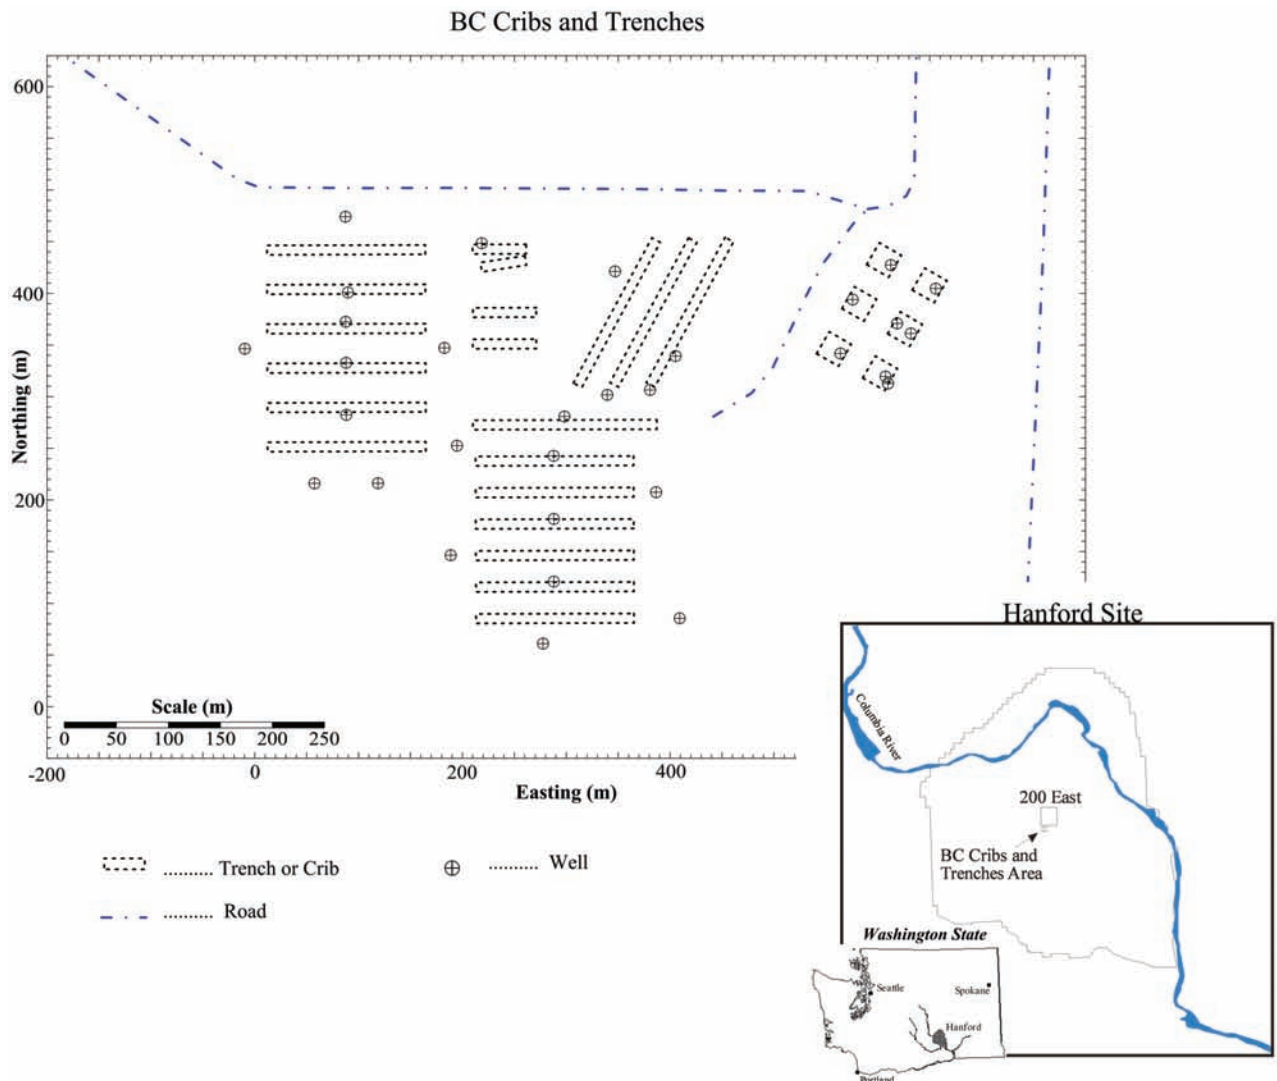 BC Cribs and Trenches
600
400
200
0
Northing (m)
Scale (m)
0 50 100 150 200 250
-200 0 200 400
Easting (m)
Trench or Crib
Well
Road
Hanford Site
Columbia River
200 East
BC Cribs and
Trenches Area
Washington State
Seattle
Spokane
Hanford
Portland